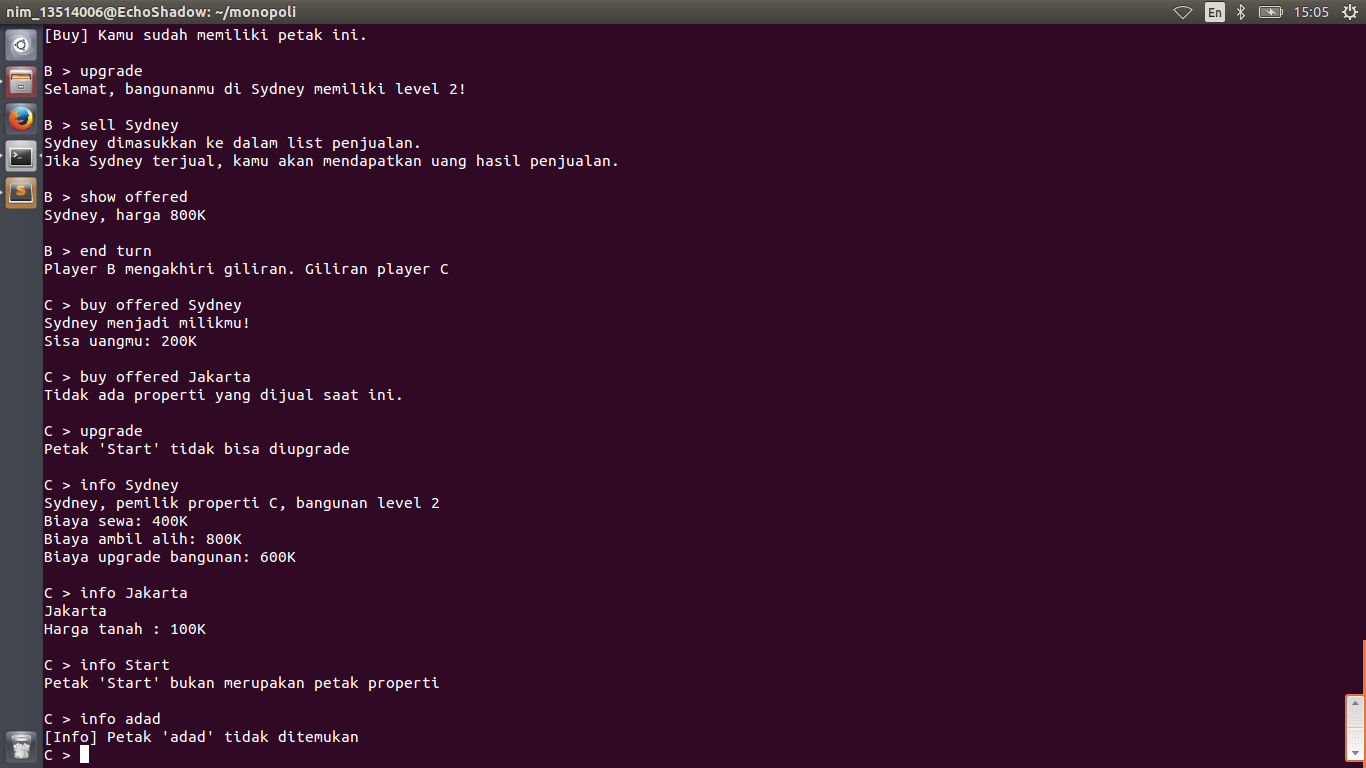 nim_13514006@EchoShadow: ~/monopoli
En
15:05
[Buy] Kamu sudah memiliki petak ini.
B > upgrade
Selamat, bangunanmu di Sydney memiliki level 2!
B > sell Sydney
Sydney dimasukkan ke dalam list penjualan.
Jika Sydney terjual, kamu akan mendapatkan uang hasil penjualan.
B > show offered
Sydney, harga 800K
B > end turn
Player B mengakhiri giliran. Giliran player C
C > buy offered Sydney
Sydney menjadi milikmu!
Sisa uangmu: 200K
C > buy offered Jakarta
Tidak ada properti yang dijual saat ini.
C > upgrade
Petak 'Start' tidak bisa diupgrade
C > info Sydney
Sydney, pemilik properti C, bangunan level 2
Biaya sewa: 400K
Biaya ambil alih: 800K
Biaya upgrade bangunan: 600K
C > info Jakarta
Jakarta
Harga tanah : 100K
C > info Start
Petak 'Start' bukan merupakan petak properti
C > info adad
[Info] Petak 'adad' tidak ditemukan
C >